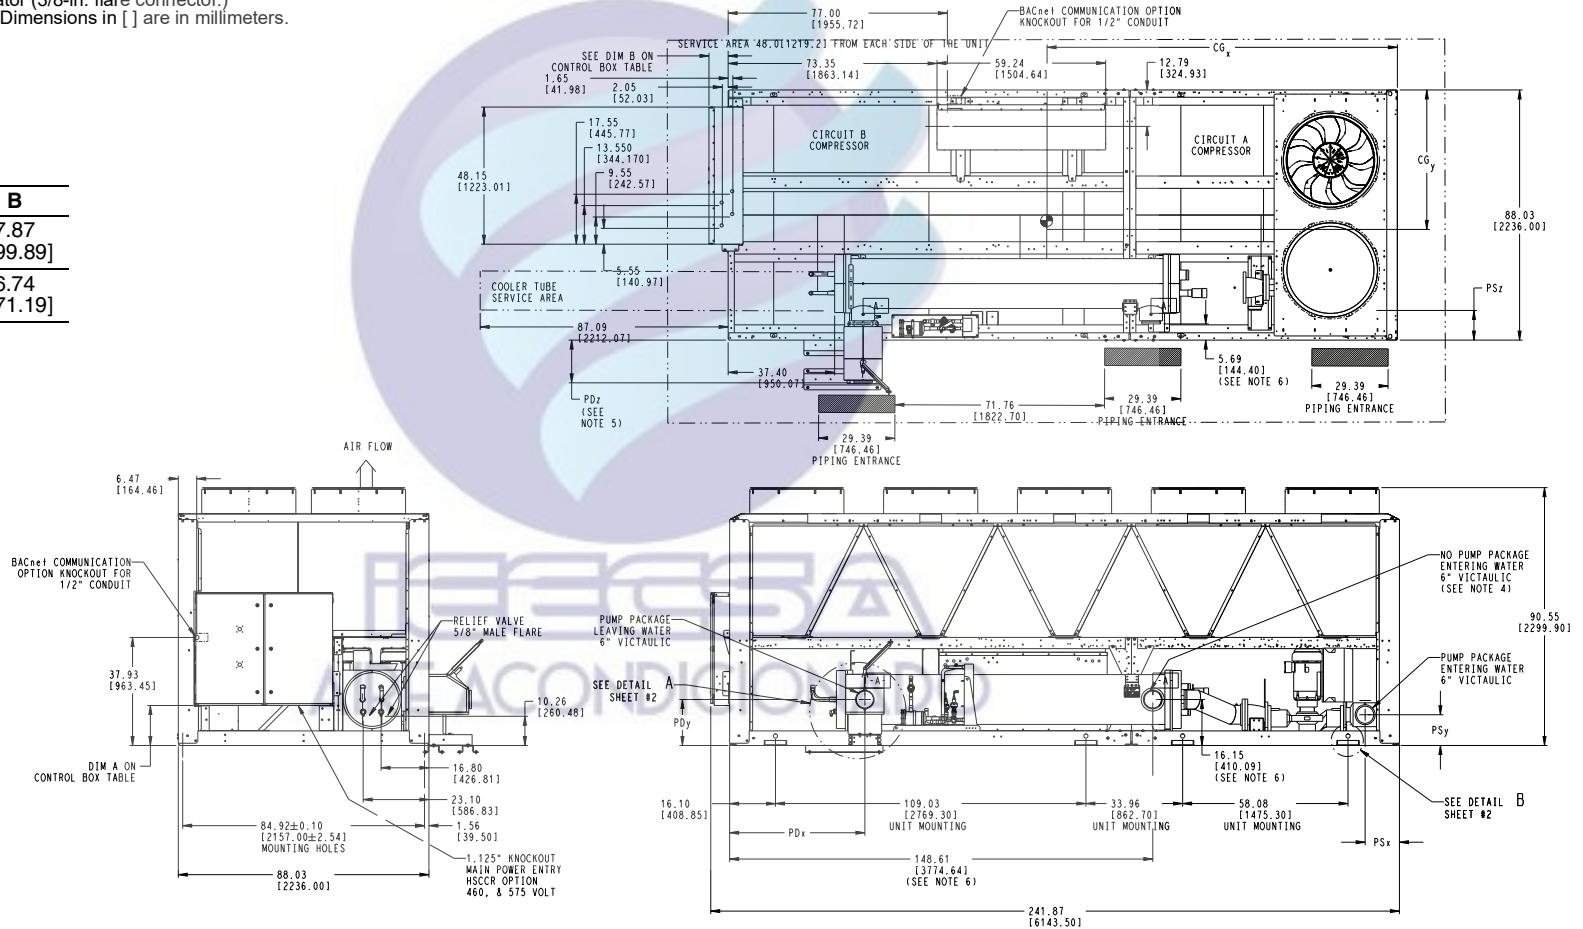 ator (3/8-in. flare connector.)
Dimensions in [ ] are in millimeters.
B
7.87
99.89]
6.74
71.19]
77.00
[1955.72]
BACnet COMMUNICATION OPTION
KNOCKOUT FOR 1/2" CONDUIT
SERVICE AREA 48.0[1219.2] FROM EACH SIDE OF THE UNIT
CGx
SEE DIM B ON
CONTROL BOX TABLE
73.35
[1863.14]
59.24
[1504.64]
12.79
[324.93]
1.65
[41.98]
2.05
[52.03]
17.55
[445.77]
13.550
[344.170]
9.55
[242.57]
48.15
[1223.01]
CIRCUIT B
COMPRESSOR
CIRCUIT A
COMPRESSOR
CGy
88.03
[2236.00]
5.55
[140.97]
COOLER TUBE
SERVICE AREA
PSz
-A-
A
87.09
[2212.07]
37.40
[950.07]
PDz
(SEE
NOTE 5)
5.69
[144.40]
(SEE NOTE 6)
71.76
[1822.70]
29.39
[746.46]
PIPING ENTRANCE
29.39
[746.46]
PIPING ENTRANCE
29.39
[746.46]
PIPING ENTRANCE
AIR FLOW
6.47
[164.46]
BACnet COMMUNICATION
OPTION KNOCKOUT FOR
1/2" CONDUIT
RELIEF VALVE
5/8" MALE FLARE
37.93
[963.45]
10.26
[260.48]
DIM A ON
CONTROL BOX TABLE
16.80
[426.81]
23.10
[586.83]
84.92±0.10
[2157.00±2.54]
MOUNTING HOLES
1.56
[39.50]
88.03
[2236.00]
1.125" KNOCKOUT
MAIN POWER ENTRY
HSCCR OPTION
460, & 575 VOLT
iEECSA
AIRE ACONDICIONADO
PUMP PACKAGE
LEAVING WATER
6" VICTAULIC
SEE DETAIL A
SHEET #2
PDy
-A-
A
NO PUMP PACKAGE
ENTERING WATER
6" VICTAULIC
(SEE NOTE 4)
90.55
[2299.90]
PUMP PACKAGE
ENTERING WATER
6" VICTAULIC
PSy
16.15
[410.09]
(SEE NOTE 6)
16.10
[408.85]
109.03
[2769.30]
UNIT MOUNTING
33.96
[862.70]
UNIT MOUNTING
58.08
[1475.30]
UNIT MOUNTING
SEE DETAIL B
SHEET #2
PDx
PSx
148.61
[3774.64]
(SEE NOTE 6)
241.87
[6143.50]